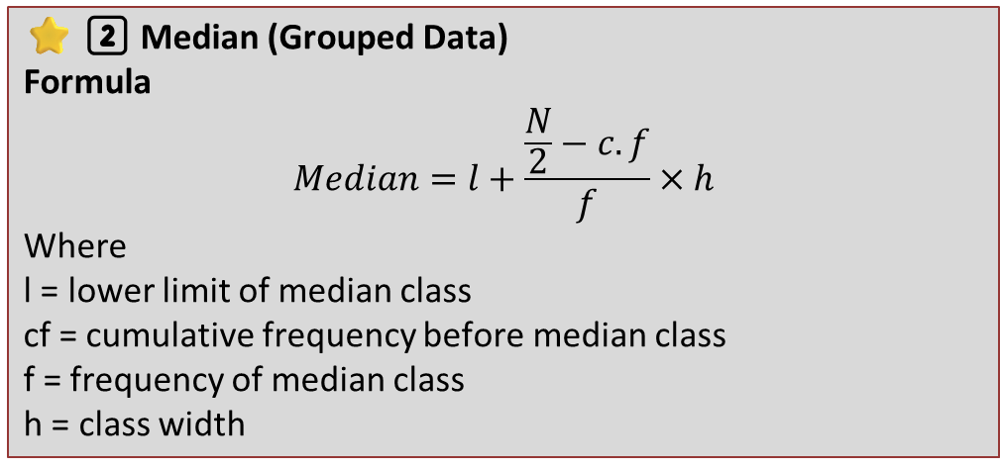 ⭐ 2️⃣ Median (Grouped Data)
Formula
Median = l + \frac{\frac{N}{2} - c.f}{f} × h
Where
l = lower limit of median class
cf = cumulative frequency before median class
f = frequency of median class
h = class width